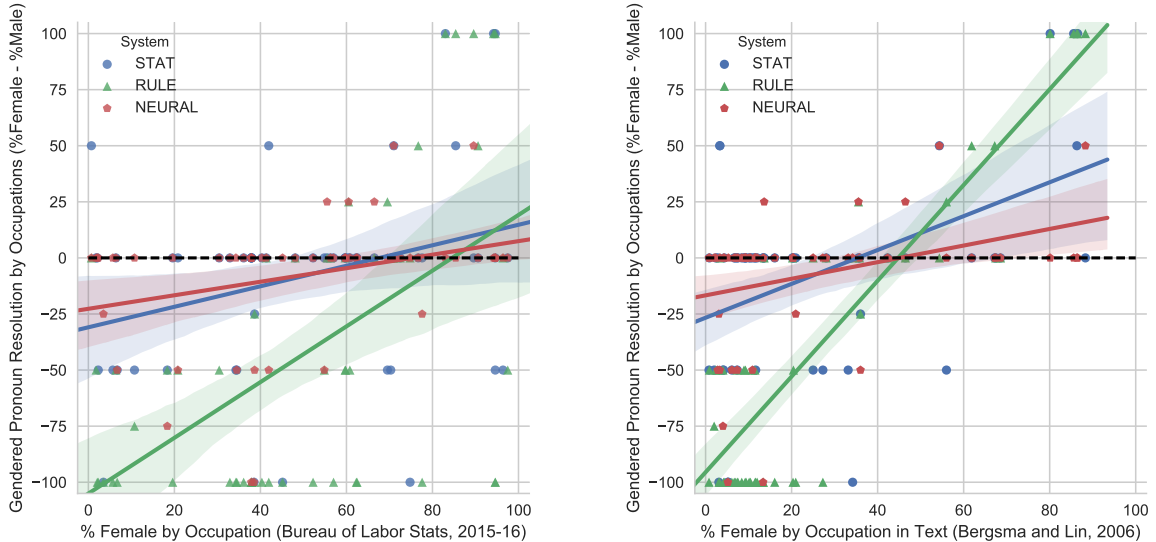 Gendered Pronoun Resolution by Occupations (%Female - %Male)
100
75
50
25
0
−25
−50
−75
−100
System
STAT
RULE
NEURAL
0 20 40 60 80 100
% Female by Occupation (Bureau of Labor Stats, 2015-16)
Gendered Pronoun Resolution by Occupations (%Female - %Male)
100
75
50
25
0
−25
−50
−75
−100
System
STAT
RULE
NEURAL
0 20 40 60 80 100
% Female by Occupation in Text (Bergsma and Lin, 2006)